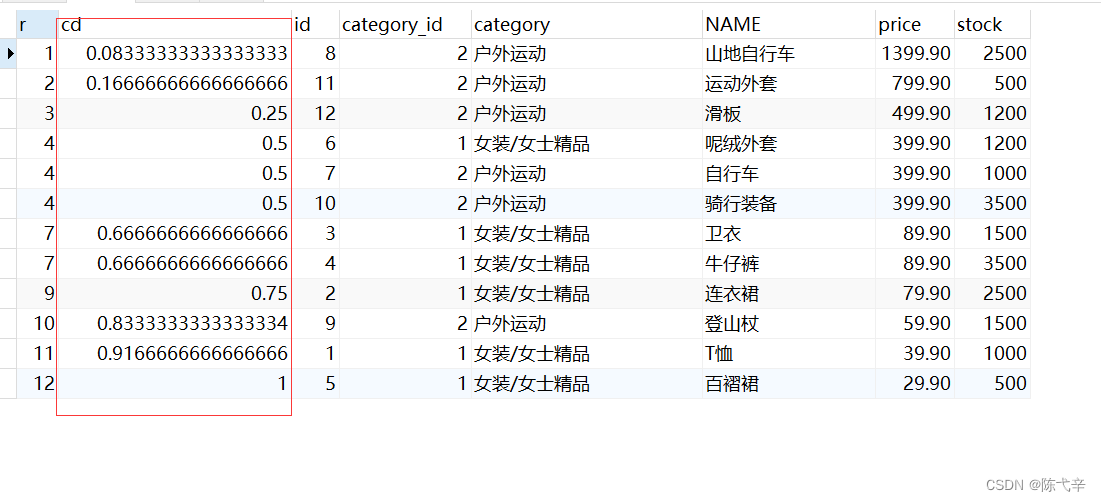 r cd id category_id category NAME price stock
1 0.08333333333333333 8 2 户外运动 山地自行车 1399.90 2500
2 0.16666666666666666 11 2 户外运动 运动外套 799.90 500
3 0.25 12 2 户外运动 滑板 499.90 1200
4 0.5 6 1 女装/女士精品 呢绒外套 399.90 1200
4 0.5 7 2 户外运动 自行车 399.90 1000
4 0.5 10 2 户外运动 骑行装备 399.90 3500
7 0.6666666666666666 3 1 女装/女士精品 卫衣 89.90 1500
7 0.6666666666666666 4 1 女装/女士精品 牛仔裤 89.90 3500
9 0.75 2 1 女装/女士精品 连衣裙 79.90 2500
10 0.8333333333333334 9 2 户外运动 登山杖 59.90 1500
11 0.9166666666666666 1 1 女装/女士精品 T恤 39.90 1000
12 1 5 1 女装/女士精品 百褶裙 29.90 500
CSDN @陈弋辛